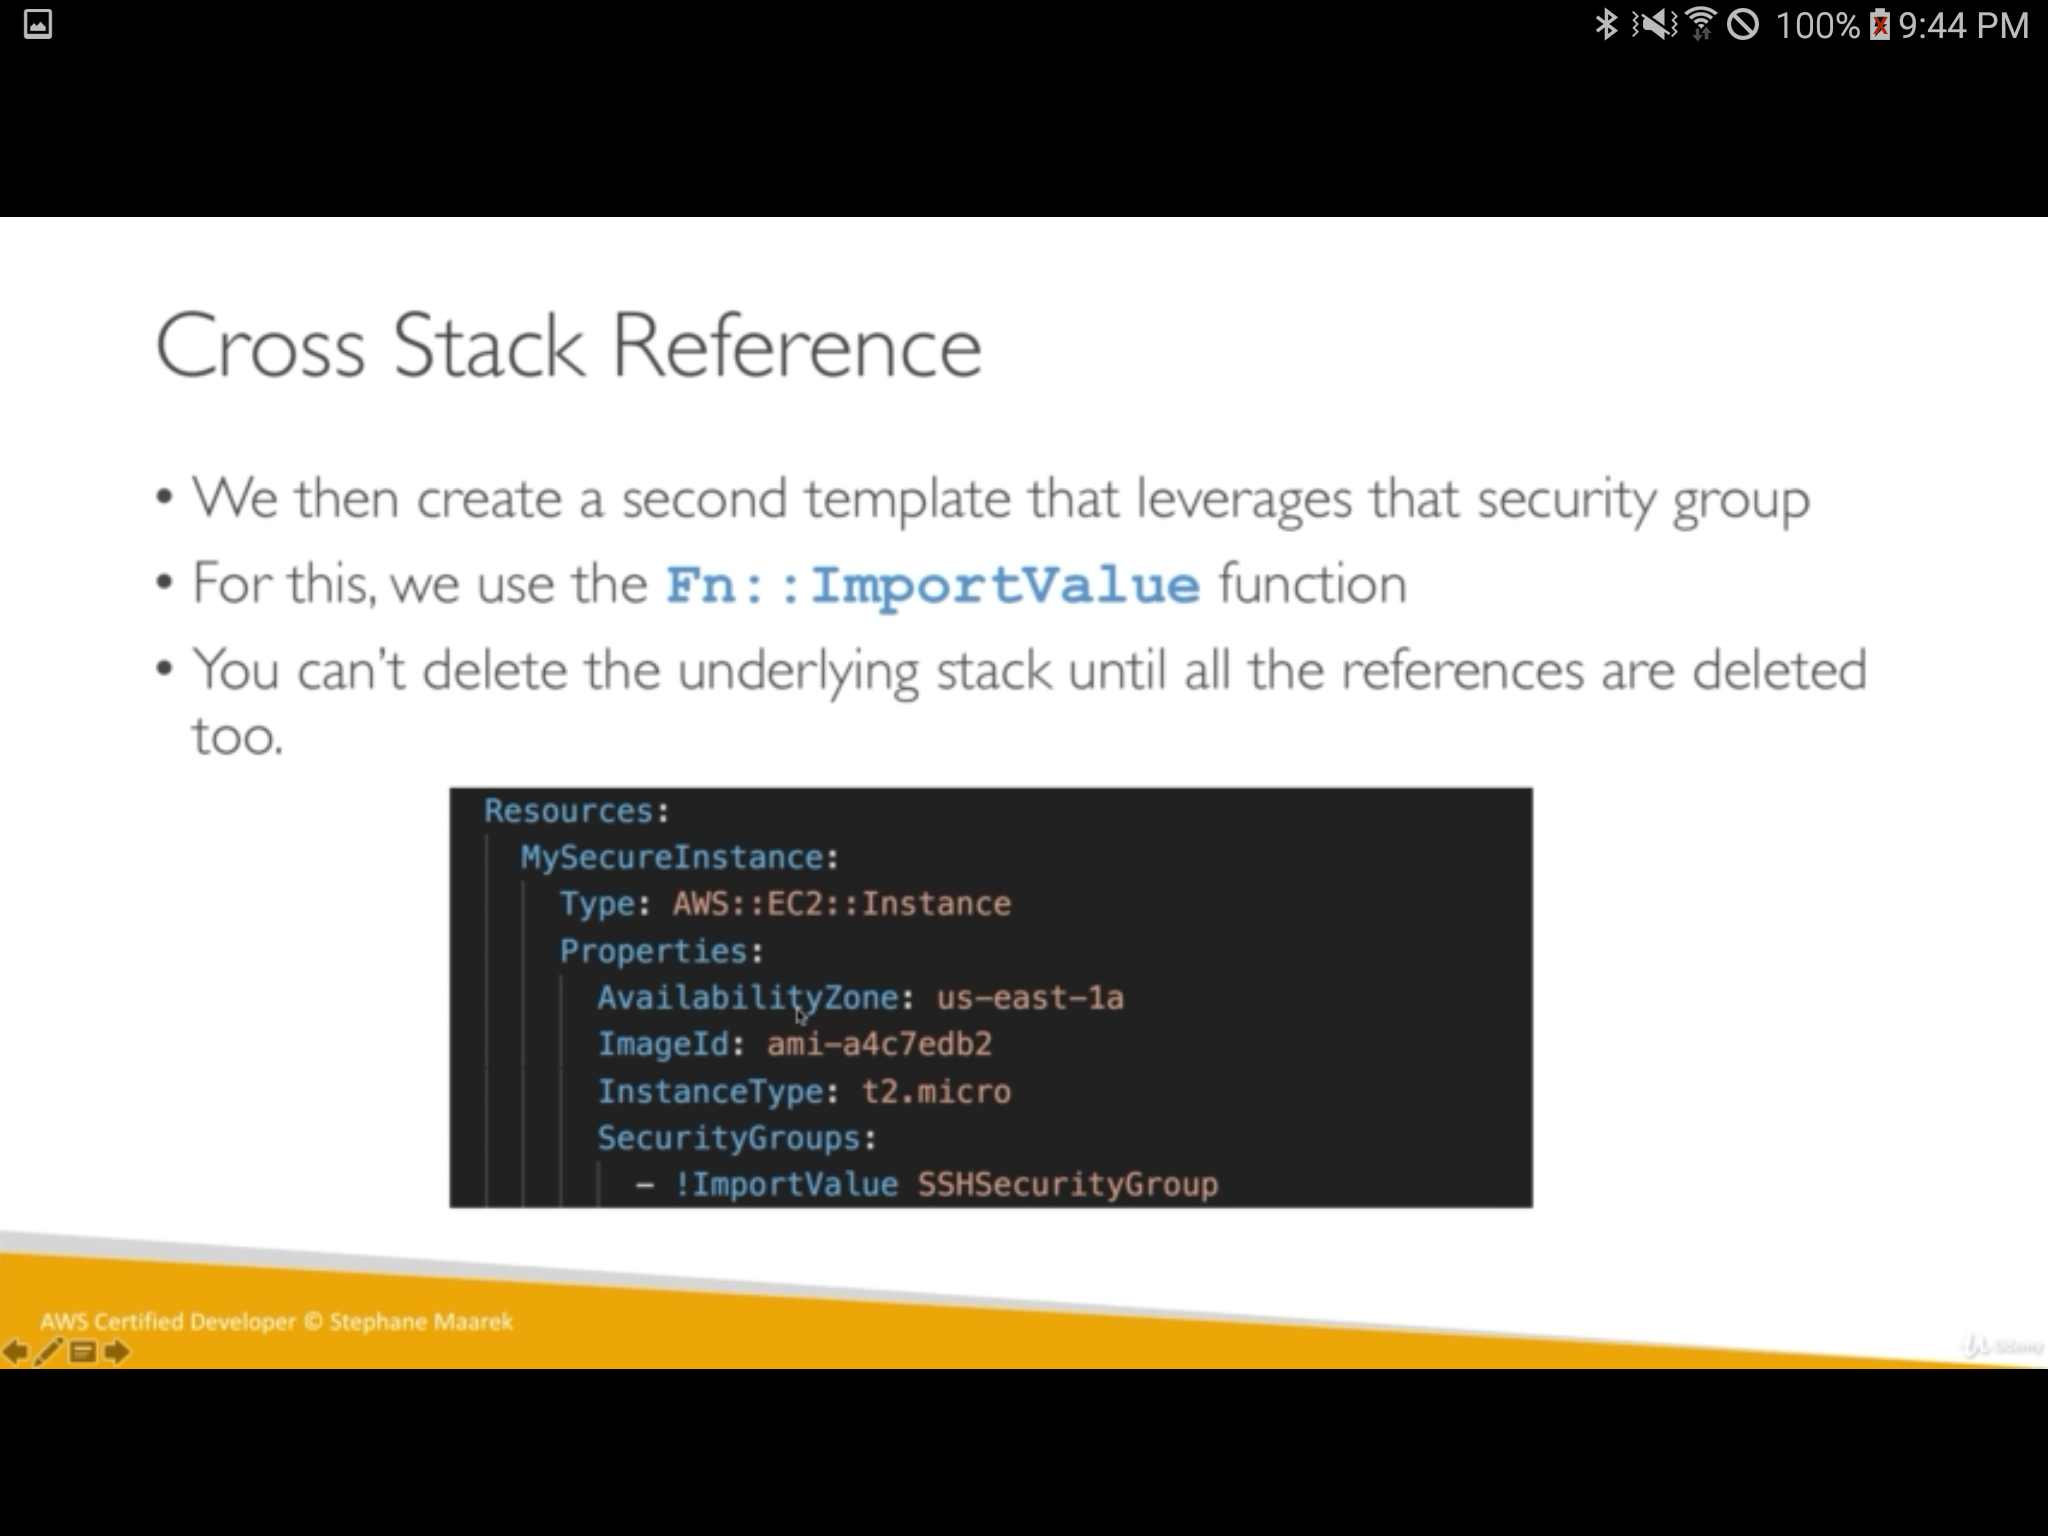 100% 9:44 PM
Cross Stack Reference
• We then create a second template that leverages that security group
• For this, we use the Fn::ImportValue function
• You can't delete the underlying stack until all the references are deleted
too.
Resources:
MySecureInstance:
Type: AWS::EC2::Instance
Properties:
AvailabilityZone: us-east-1a
ImageId: ami-a4c7edb2
InstanceType: t2.micro
SecurityGroups:
- !ImportValue SSHSecurityGroup
AWS Certified Developer © Stephane Maarek
Udemy